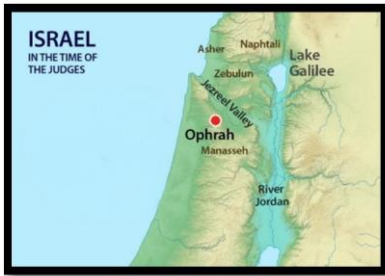 ISRAEL
IN THE TIME OF
THE JUDGES
Asher
Naphtali
Lake
Galilee
Zebulun
Jezreel Valley
Ophrah
Manasseh
River
Jordan